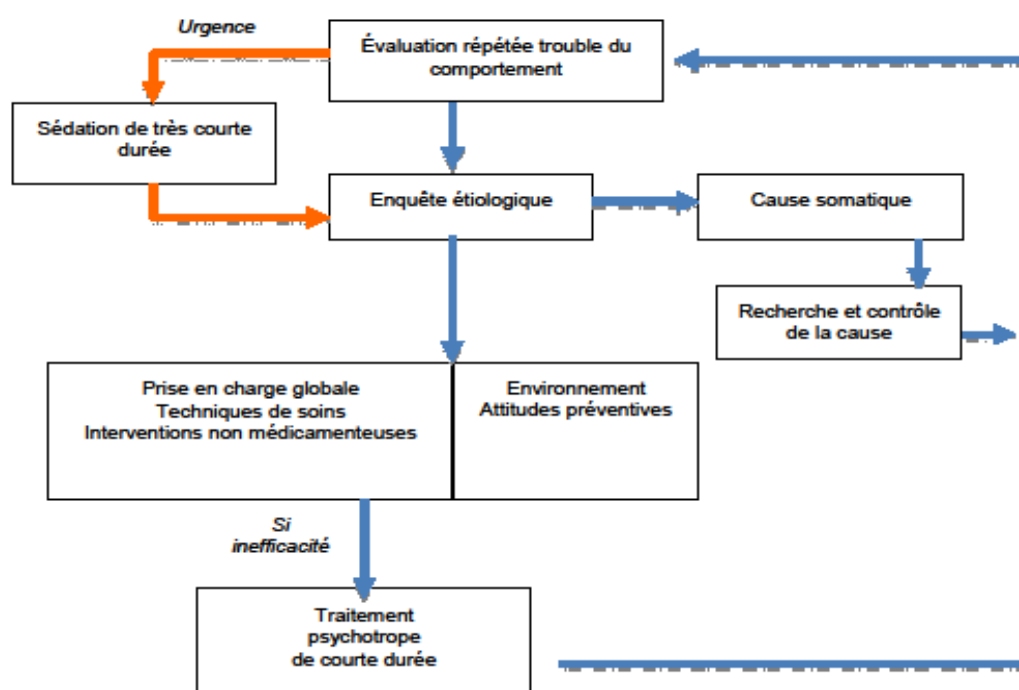 Urgence
Évaluation répétée trouble du
comportement
Sédation de très courte
durée
Enquête étiologique
Cause somatique
Recherche et contrôle
de la cause
Prise en charge globale
Techniques de soins
Interventions non médicamenteuses
Environnement
Attitudes préventives
Si
inefficacité
Traitement
psychotrope
de courte durée